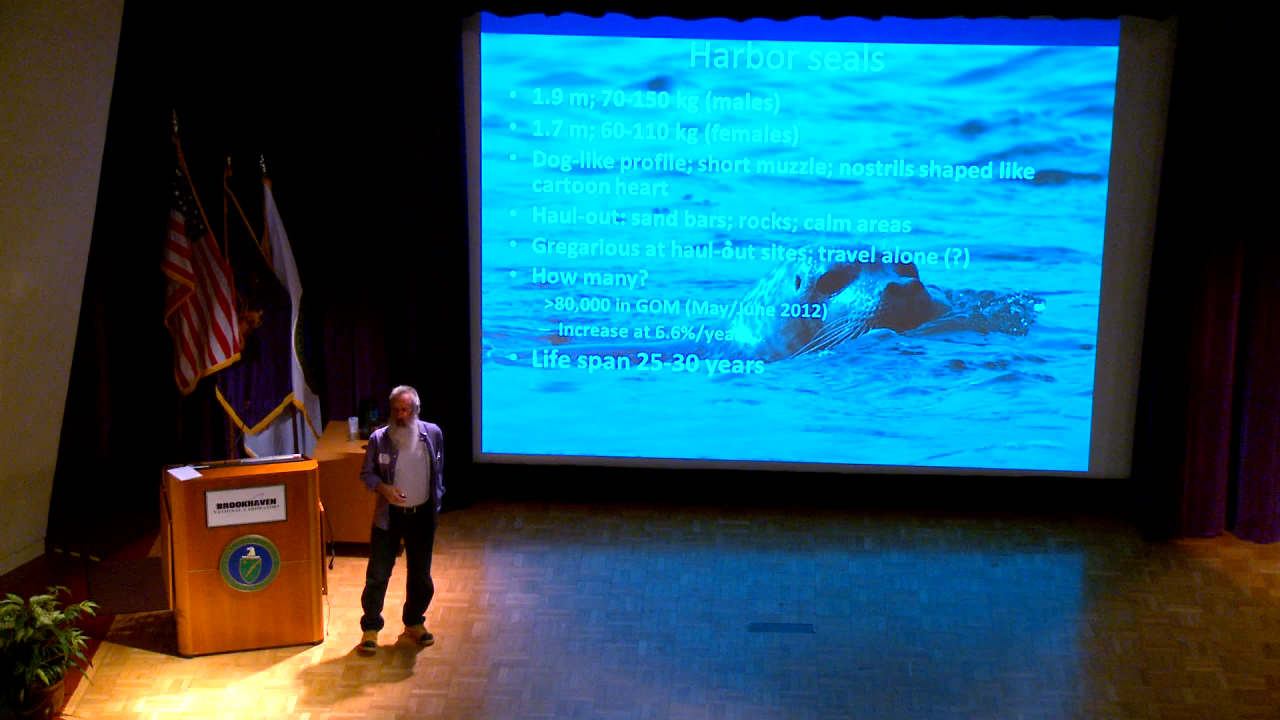 Harbor seals
• 1.9 m; 70-150 kg (males)
• 1.7 m; 60-110 kg (females)
• Dog-like profile; short muzzle; nostrils shaped like
cartoon heart
• Haul-out: sand bars; rocks; calm areas
• Gregarious at haul-out sites; travel alone (?)
• How many?
>80,000 in GOM (May/June 2012)
– increase at 6.6%/year
• Life span 25-30 years
BROOKHAVEN
NATIONAL LABORATORY